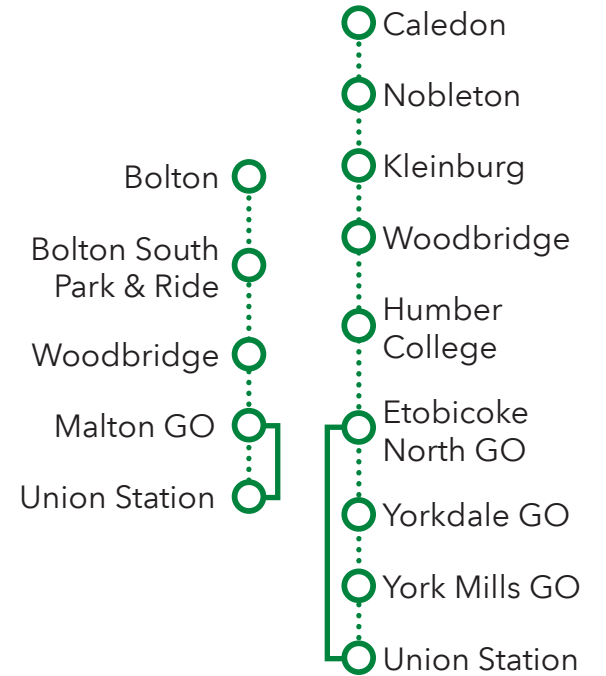 Bolton
Bolton South
Park & Ride
Woodbridge
Malton GO
Union Station
Caledon
Nobleton
Kleinburg
Woodbridge
Humber
College
Etobicoke
North GO
Yorkdale GO
York Mills GO
Union Station